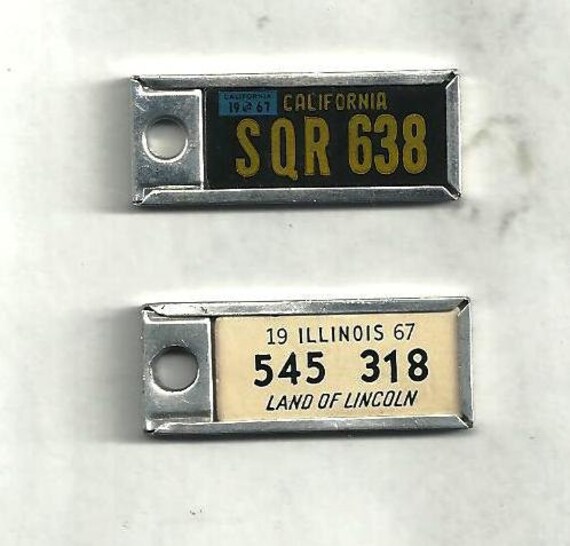 CALIFORNIA
19 67 CALIFORNIA
SQR 638
19 ILLINOIS 67
545 318
LAND OF LINCOLN